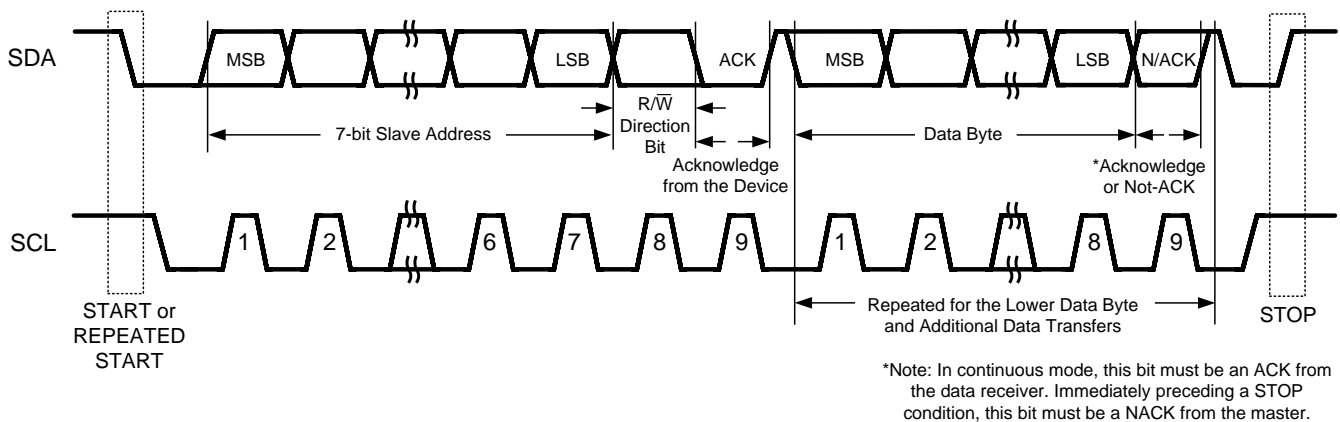 SDA
MSB
LSB
ACK
MSB
LSB
N/ACK
7-bit Slave Address
R/W̅
Direction
Bit
Acknowledge
from the Device
Data Byte
*Acknowledge
or Not-ACK
SCL
1
2
6
7
8
9
1
2
8
9
START or
REPEATED
START
Repeated for the Lower Data Byte
and Additional Data Transfers
STOP
*Note: In continuous mode, this bit must be an ACK from
the data receiver. Immediately preceding a STOP
condition, this bit must be a NACK from the master.